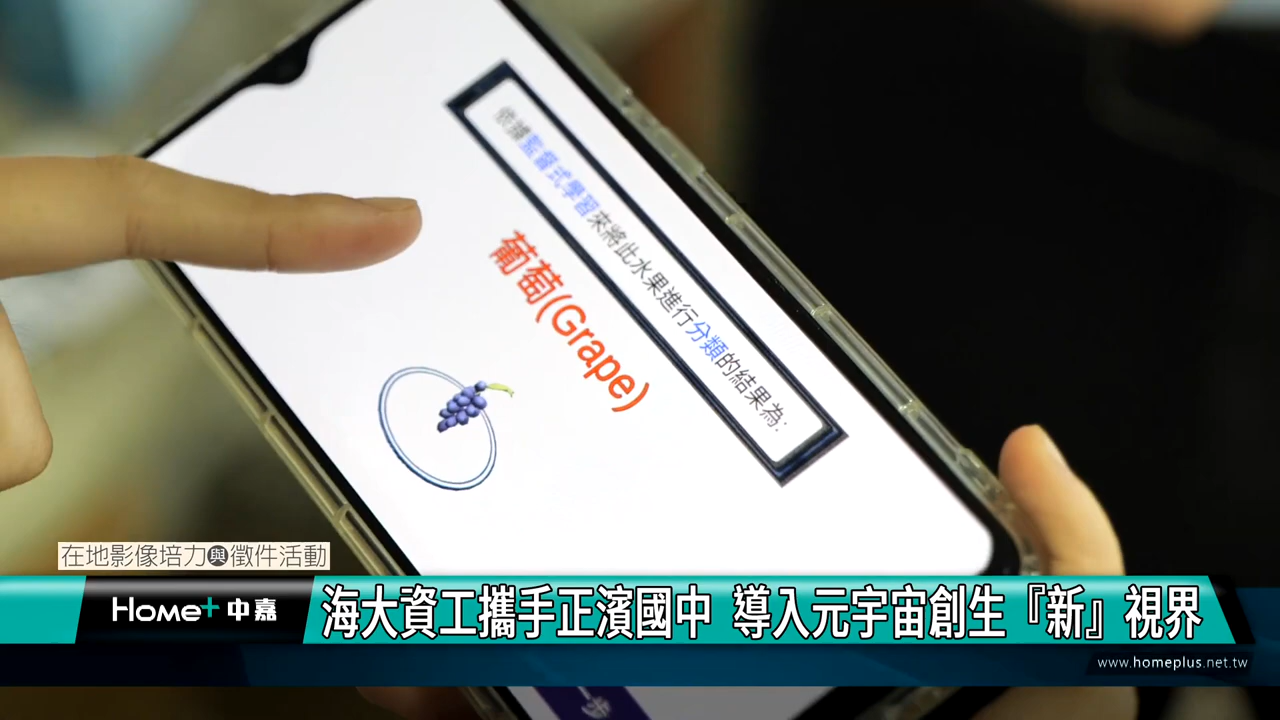 依據監督式學習來將此水果進行分類的結果為:
葡萄(Grape)
一步
在地影像培力與徵件活動
Home+中嘉
海大資工攜手正濱國中 導入元宇宙創生『新』視界
www.homeplus.net.tw